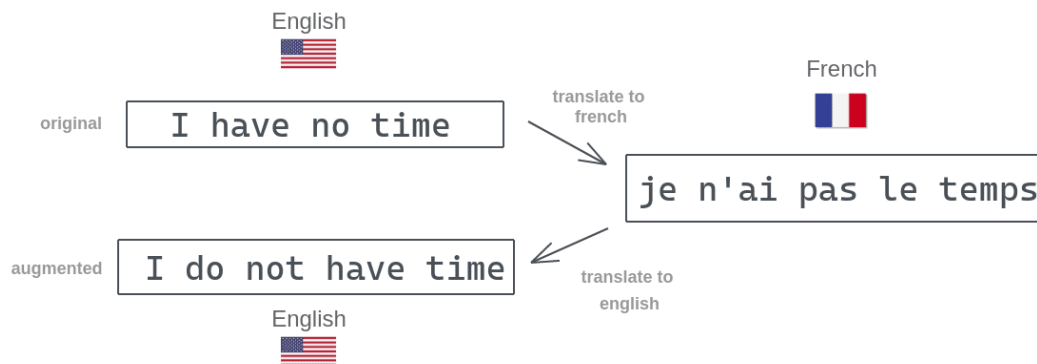 English
original
I have no time
translate to
french
French
je n'ai pas le temps
augmented
I do not have time
translate to
english
English